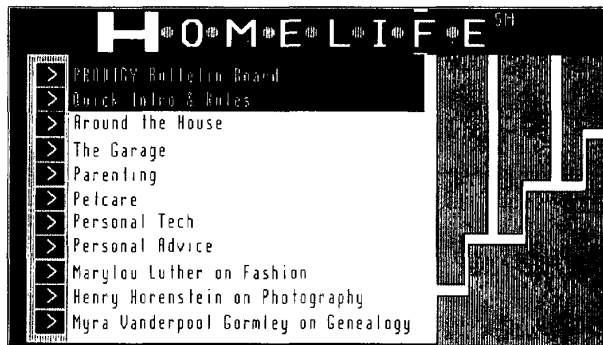 HOMELIFE SM
> PRODIGY Bulletin Board
> Quick Intro & Rules
> Around the House
> The Garage
> Parenting
> Petcare
> Personal Tech
> Personal Advice
> Marylou Luther on Fashion
> Henry Horenstein on Photography
> Myra Vanderpool Gormley on Genealogy